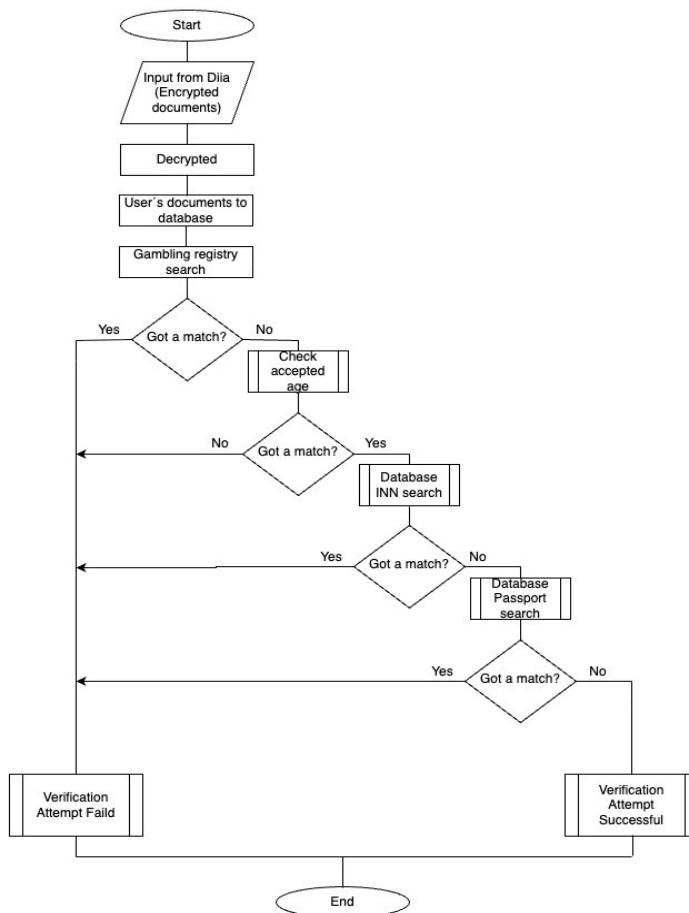 Start
Input from Diia
(Encrypted
documents)
Decrypted
User´s documents to
database
Gambling registry
search
Yes
Got a match?
No
Check
accepted
age
No
Got a match?
Yes
Database
INN search
Yes
Got a match?
No
Database
Passport
search
Yes
Got a match?
No
Verification
Attempt Faild
Verification
Attempt
Successful
End